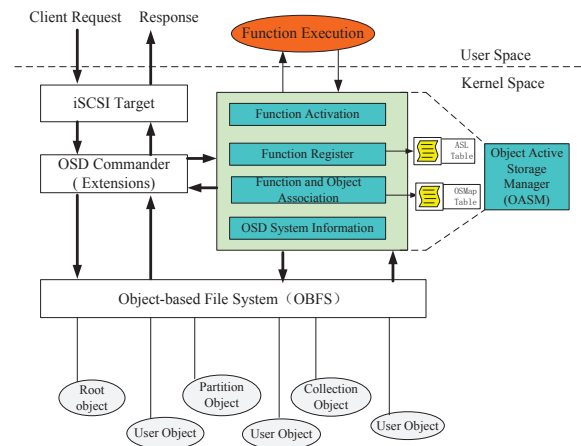 Client Request
Response
Function Execution
User Space
Kernel Space
iSCSI Target
Function Activation
OSD Commander
( Extensions)
Function Register
ASL
Table
Function and Object
Association
OSMap
Table
Object Active
Storage
Manager
(OASM)
OSD System Information
Object-based File System（OBFS）
Root
object
User Object
Partition
Object
User Object
Collection
Object
User Object